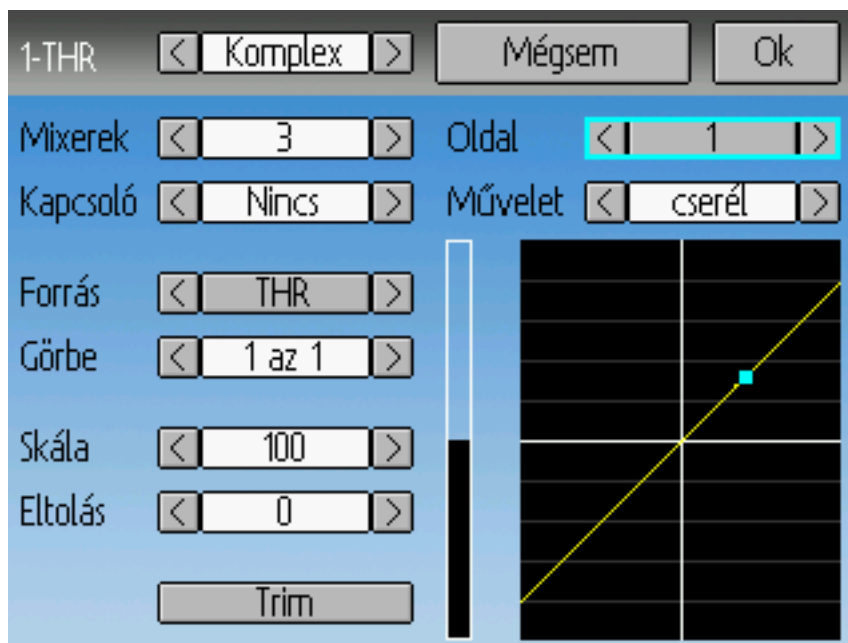 1-THR < Komplex > Mégsem Ok
Mixerek < 3 > Oldal < 1 >
Kapcsoló < Nincs > Művelet < cserél >
Forrás < THR >
Görbe < 1 az 1 >
Skála < 100 >
Eltolás < 0 >
Trim